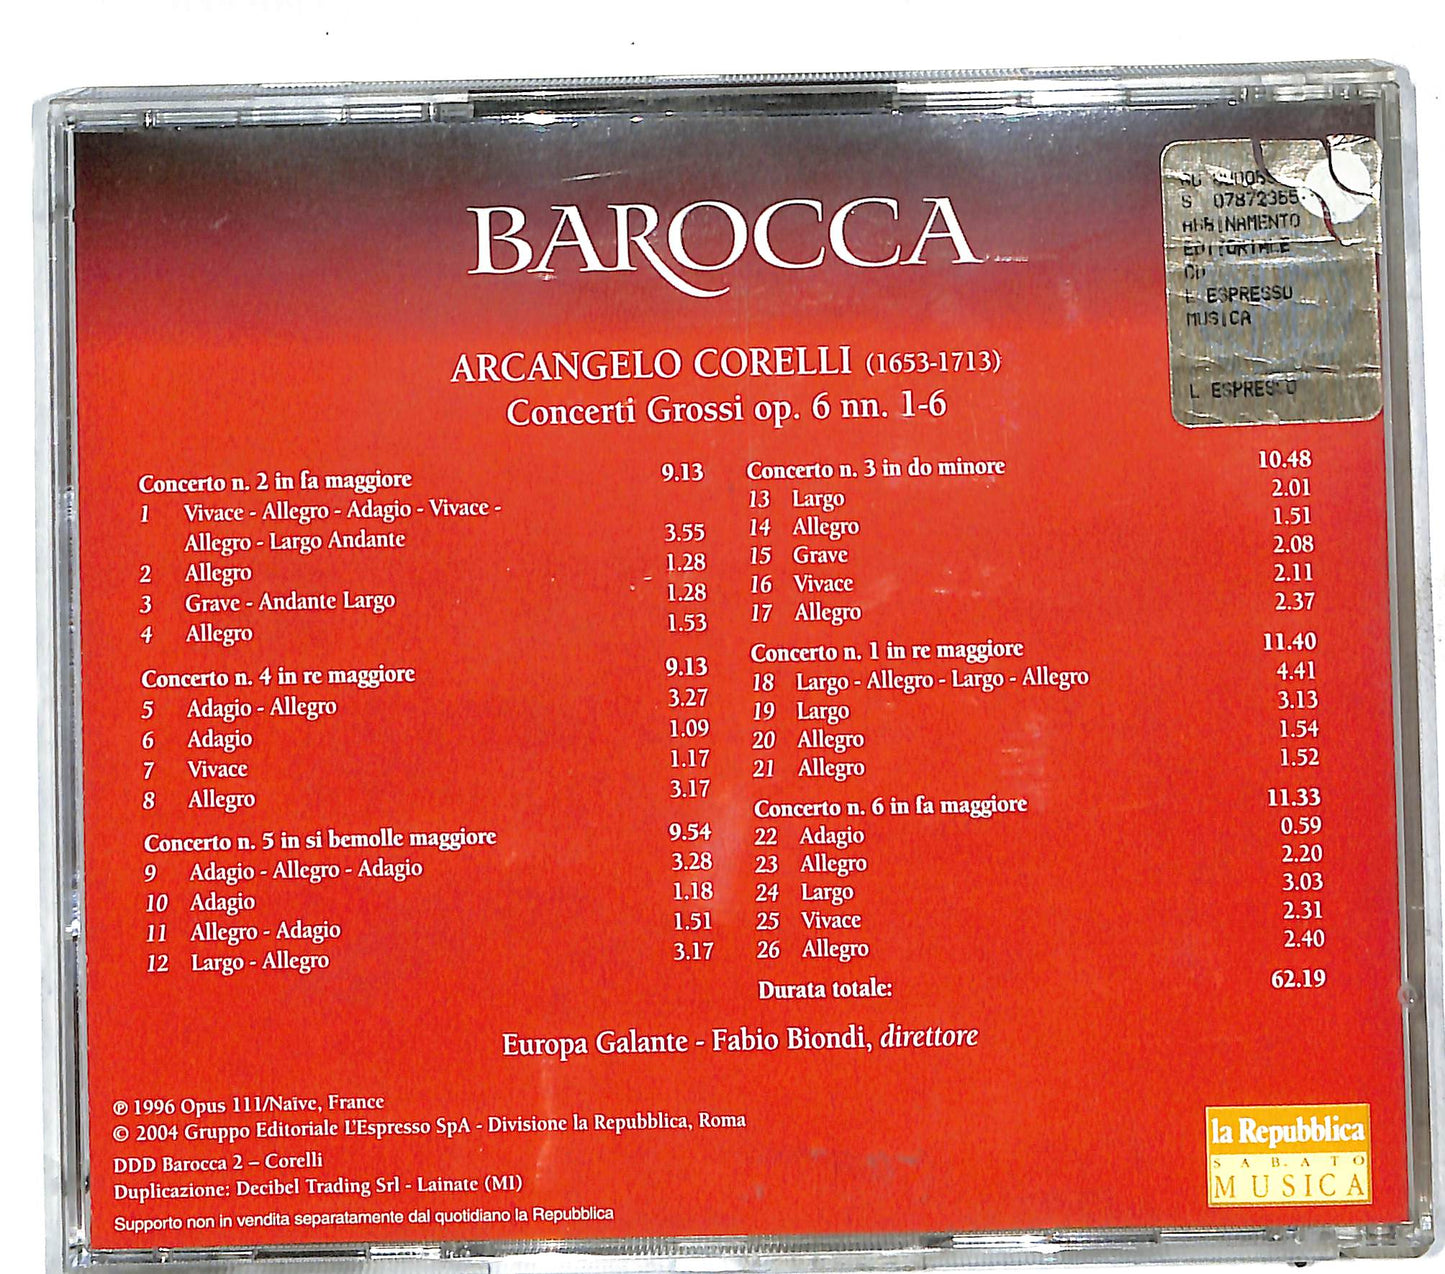 BAROCCA
S 07872365
EDITORIALE
CD
L ESPRESSO
MUSICA
L ESPRESSO
ARCANGELO CORELLI (1653-1713)
Concerti Grossi op. 6 nn. 1-6
Concerto n. 2 in fa maggiore 9.13
1 Vivace - Allegro - Adagio - Vivace -
Allegro - Largo Andante 3.55
2 Allegro 1.28
3 Grave - Andante Largo 1.28
4 Allegro 1.53
Concerto n. 4 in re maggiore 9.13
5 Adagio - Allegro 3.27
6 Adagio 1.09
7 Vivace 1.17
8 Allegro 3.17
Concerto n. 5 in si bemolle maggiore 9.54
9 Adagio - Allegro - Adagio 3.28
10 Adagio 1.18
11 Allegro - Adagio 1.51
12 Largo - Allegro 3.17
Concerto n. 3 in do minore 10.48
13 Largo 2.01
14 Allegro 1.51
15 Grave 2.08
16 Vivace 2.11
17 Allegro 2.37
Concerto n. 1 in re maggiore 11.40
18 Largo - Allegro - Largo - Allegro 4.41
19 Largo 3.13
20 Allegro 1.54
21 Allegro 1.52
Concerto n. 6 in fa maggiore 11.33
22 Adagio 0.59
23 Allegro 2.20
24 Largo 3.03
25 Vivace 2.31
26 Allegro 2.40
Durata totale: 62.19
Europa Galante - Fabio Biondi, direttore
℗ 1996 Opus 111/Naïve, France
© 2004 Gruppo Editoriale L'Espresso SpA - Divisione la Repubblica, Roma
DDD Barocca 2 – Corelli
Duplicazione: Decibel Trading Srl - Lainate (MI)
Supporto non in vendita separatamente dal quotidiano la Repubblica
la Repubblica
SABATO
MUSICA